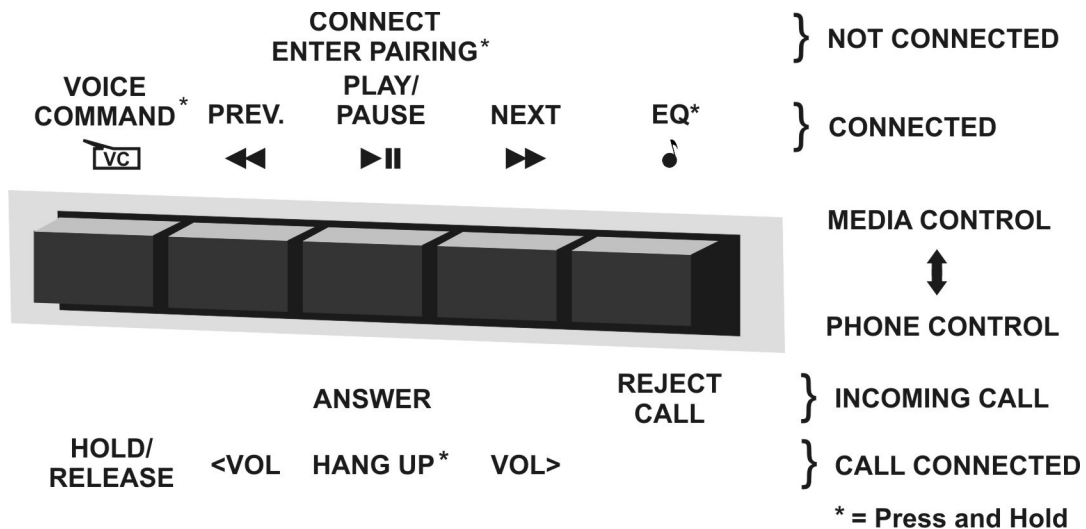 CONNECT
ENTER PAIRING*
} NOT CONNECTED
VOICE
COMMAND*
PREV.
PLAY/
PAUSE
NEXT
EQ*
} CONNECTED
VC
MEDIA CONTROL
PHONE CONTROL
ANSWER
REJECT
CALL
} INCOMING CALL
HOLD/
RELEASE
<VOL
HANG UP*
VOL>
} CALL CONNECTED
* = Press and Hold